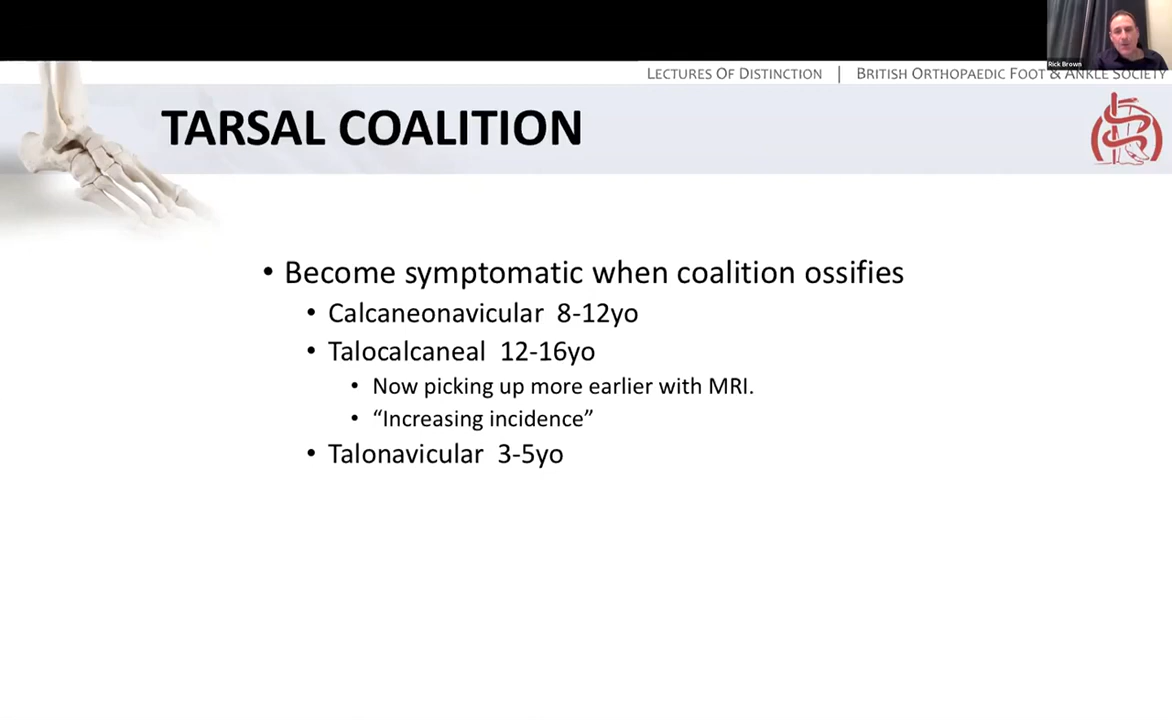 Rick Brown
LECTURES OF DISTINCTION | BRITISH ORTHOPAEDIC FOOT & ANKLE SOCIETY
TARSAL COALITION
• Become symptomatic when coalition ossifies
• Calcaneonavicular 8-12yo
• Talocalcaneal 12-16yo
• Now picking up more earlier with MRI.
• “Increasing incidence”
• Talonavicular 3-5yo